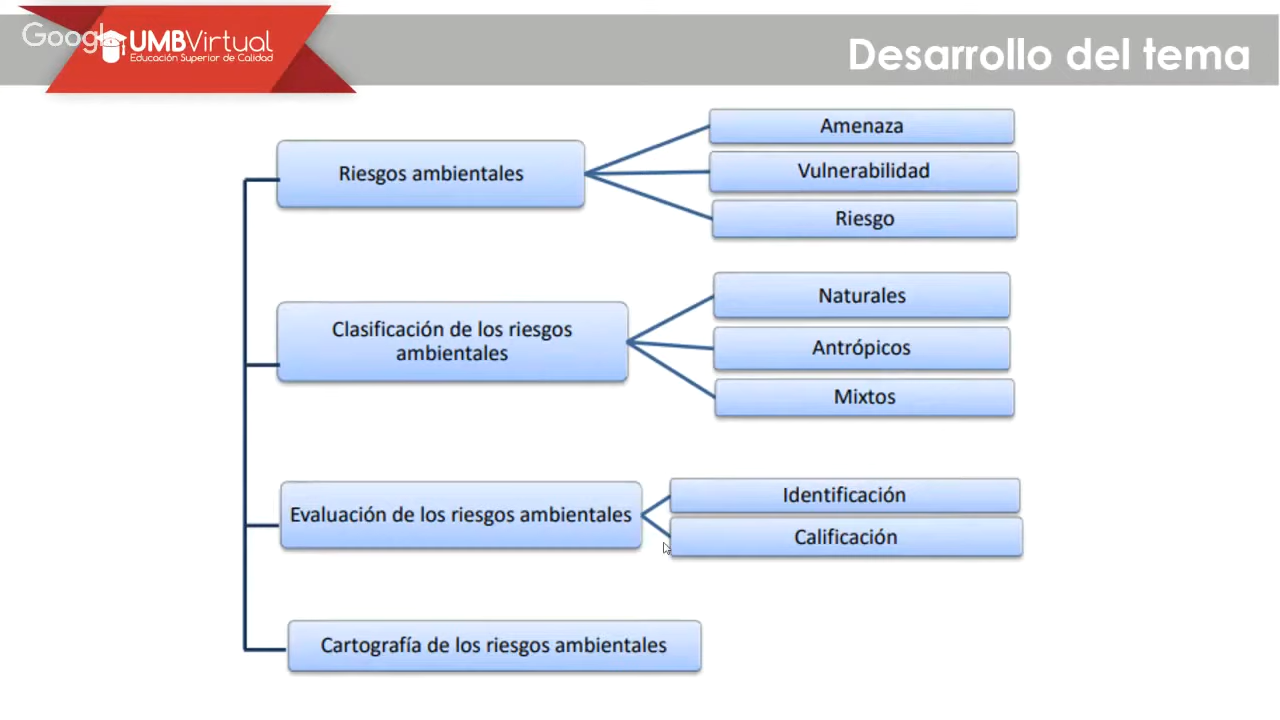 Google
UMBVirtual
Educación Superior de Calidad
Desarrollo del tema
Riesgos ambientales
Amenaza
Vulnerabilidad
Riesgo
Clasificación de los riesgos
ambientales
Naturales
Antrópicos
Mixtos
Evaluación de los riesgos ambientales
Identificación
Calificación
Cartografía de los riesgos ambientales